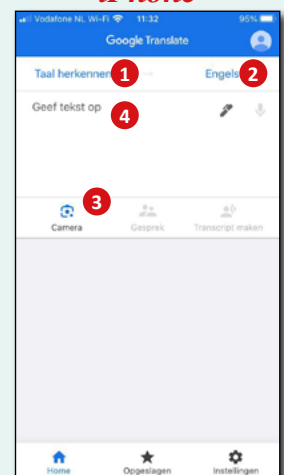 Vodafone NL Wi-Fi 11:32 95%
Google Translate
Taal herkennen 1 → Engels 2
Geef tekst op 4
3
Camera Gesprek Transcript maken
Home Opgeslagen Instellingen